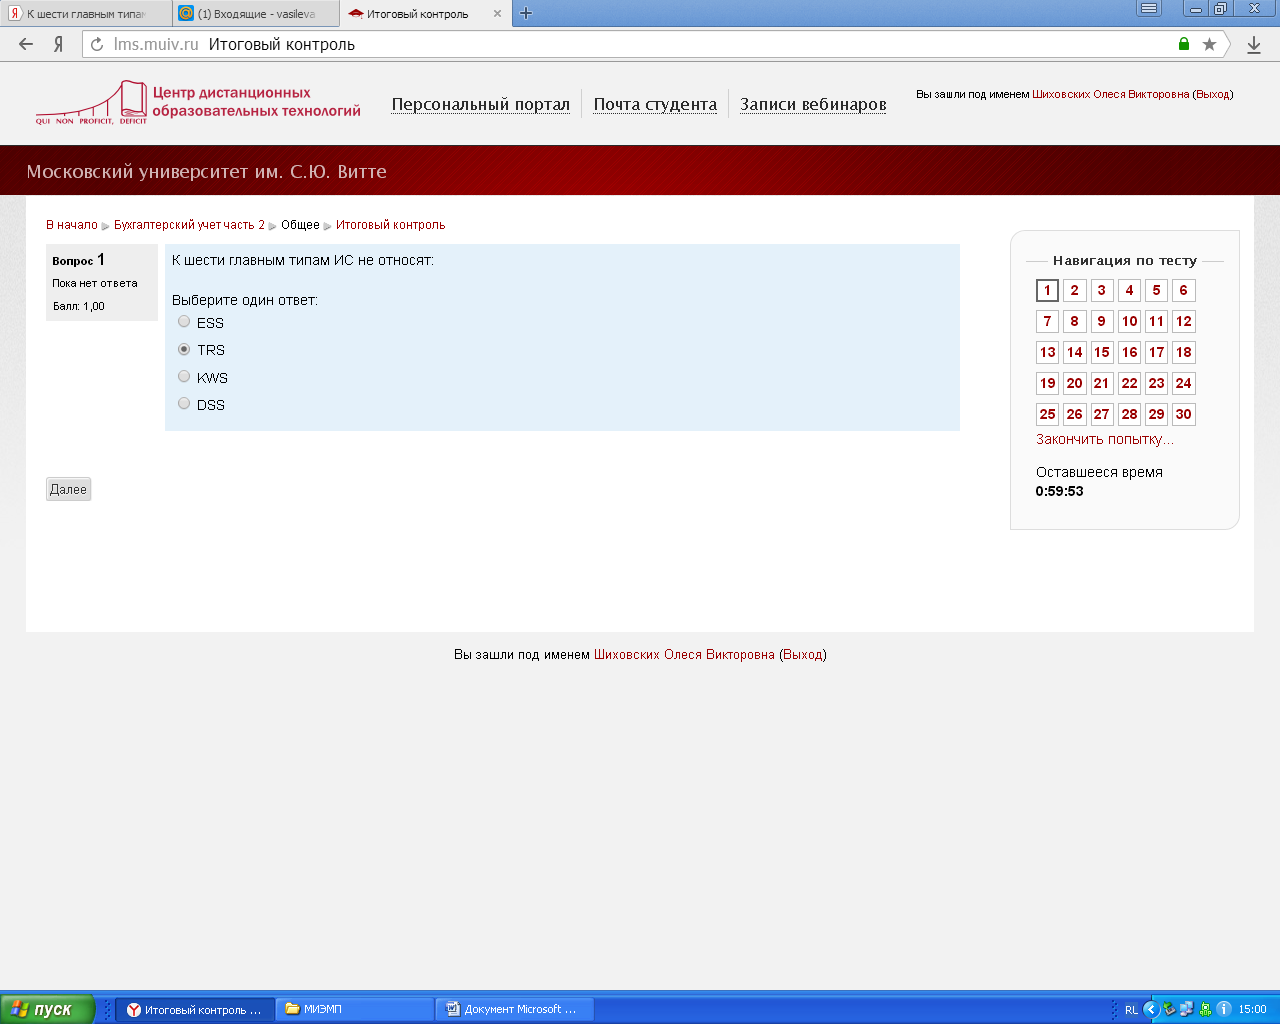 К шести главным типам
(1) Входящие - vasileva
Итоговый контроль
lms.muiv.ru Итоговый контроль
Центр дистанционных
образовательных технологий
QUI NON PROFICIT, DEFICIT
Персональный портал
Почта студента
Записи вебинаров
Вы зашли под именем Шиховских Олеся Викторовна (Выход)
Московский университет им. С.Ю. Витте
В начало Бухгалтерский учет часть 2 Общее Итоговый контроль
Вопрос 1
Пока нет ответа
Балл: 1,00
К шести главным типам ИС не относят:
Выберите один ответ:
ESS
TRS
KWS
DSS
Далее
Навигация по тесту
1 2 3 4 5 6
7 8 9 10 11 12
13 14 15 16 17 18
19 20 21 22 23 24
25 26 27 28 29 30
Закончить попытку...
Оставшееся время
0:59:53
Вы зашли под именем Шиховских Олеся Викторовна (Выход)
пуск
Итоговый контроль ...
МИЭМП
Документ Microsoft ...
RL
15:00